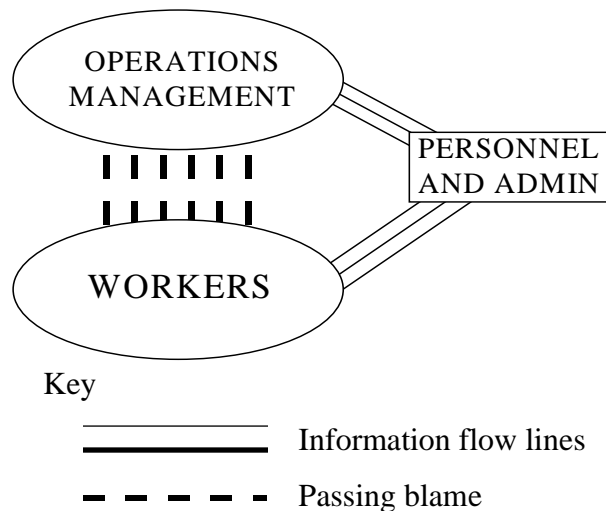 OPERATIONS
MANAGEMENT
PERSONNEL
AND ADMIN
WORKERS
Key
Information flow lines
Passing blame